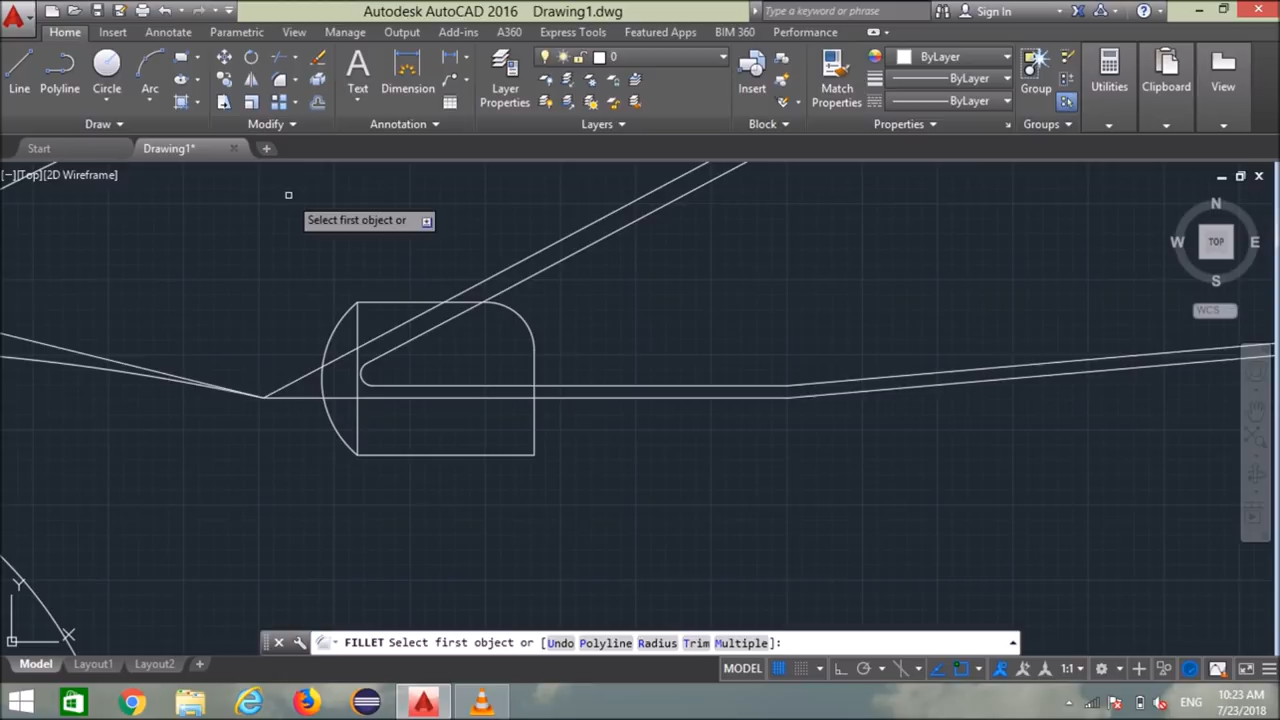 Autodesk AutoCAD 2016 Drawing1.dwg
Type a keyword or phrase
Sign In
Home Insert Annotate Parametric View Manage Output Add-ins A360 Express Tools Featured Apps BIM 360 Performance
Line Polyline Circle Arc
Text Dimension
Layer Properties
0
Insert
Match Properties
ByLayer
ByLayer
ByLayer
Group
Utilities
Clipboard
View
Draw Modify Annotation Layers Block Properties Groups
Start Drawing1*
[−][Top][2D Wireframe]
Select first object or
N
W TOP E
S
WCS
Y
X
FILLET Select first object or [Undo Polyline Radius Trim Multiple]:
Model Layout1 Layout2
MODEL 1:1
ENG
10:23 AM
7/23/2018